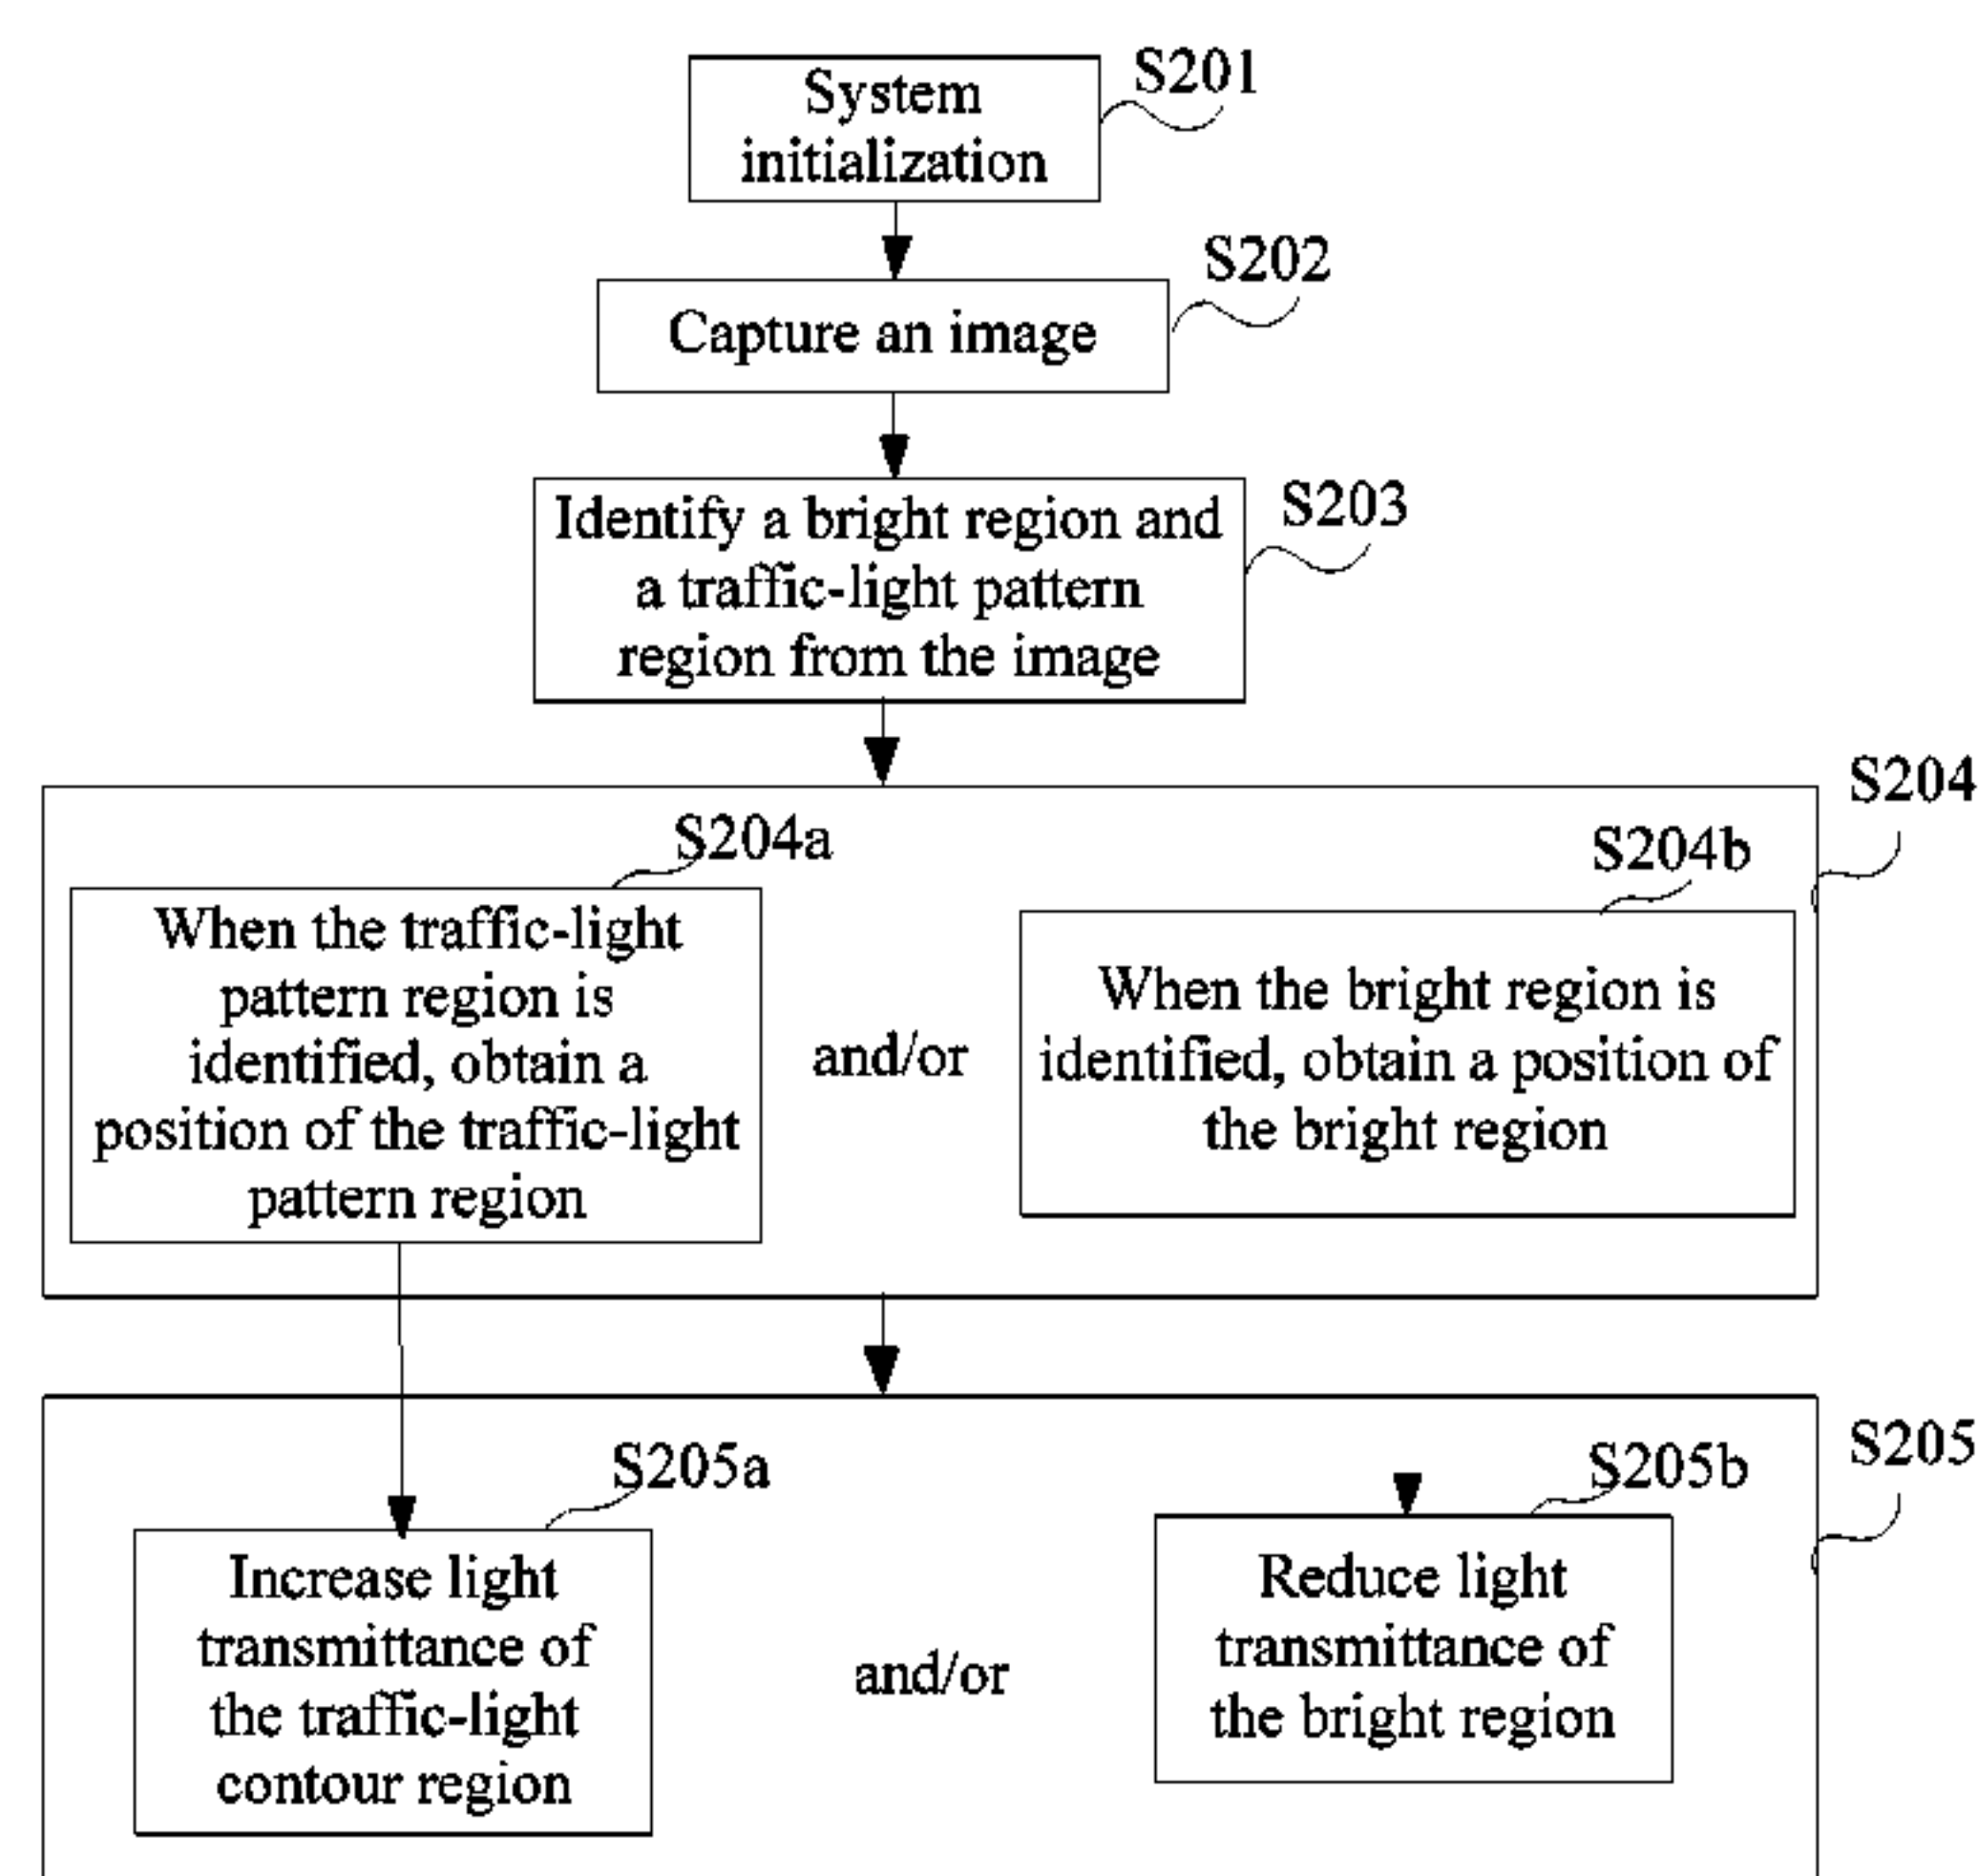 System
initialization
S201
Capture an image
S202
Identify a bright region and
a traffic-light pattern
region from the image
S203
S204
S204a
When the traffic-light
pattern region is
identified, obtain a
position of the traffic-light
pattern region
and/or
S204b
When the bright region is
identified, obtain a position of
the bright region
S205
S205a
Increase light
transmittance of
the traffic-light
contour region
and/or
S205b
Reduce light
transmittance of
the bright region